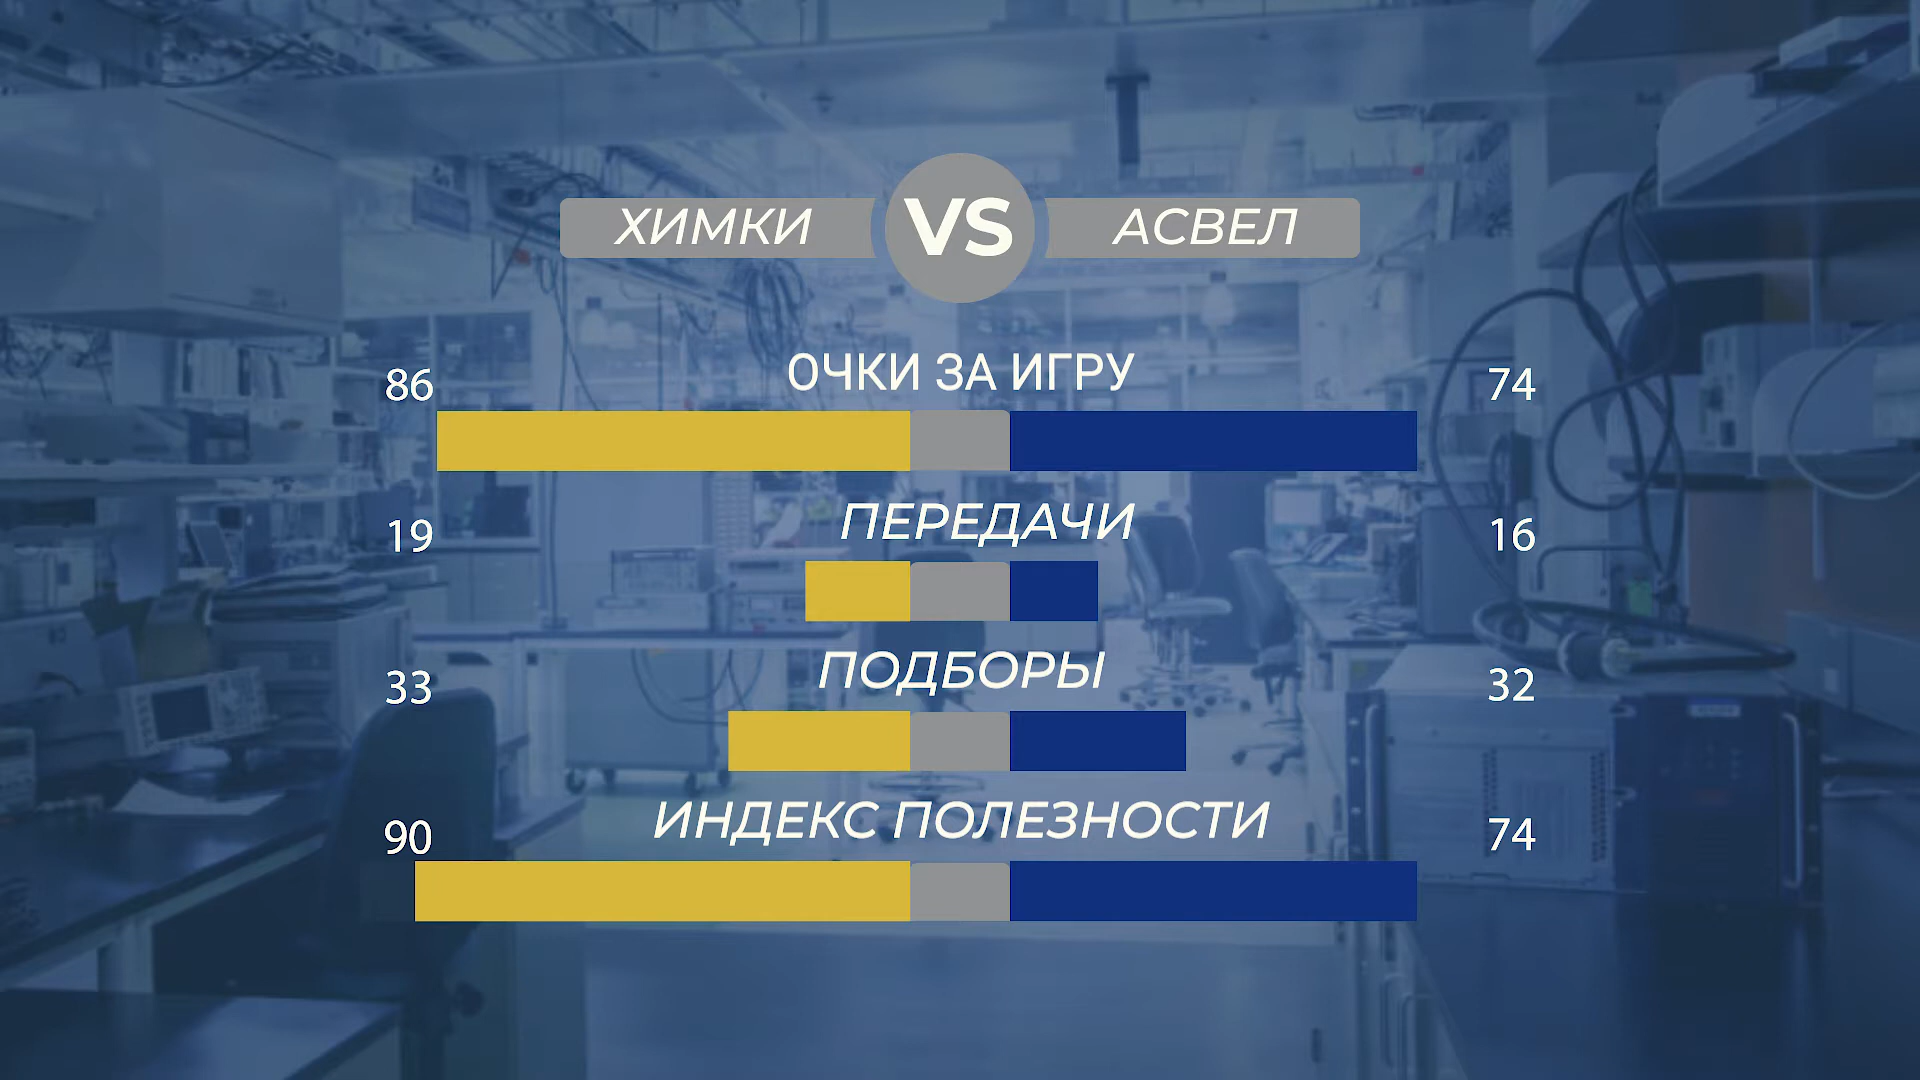 ХИМКИ VS АСВЕЛ
ОЧКИ ЗА ИГРУ
86 74
ПЕРЕДАЧИ
19 16
ПОДБОРЫ
33 32
ИНДЕКС ПОЛЕЗНОСТИ
90 74